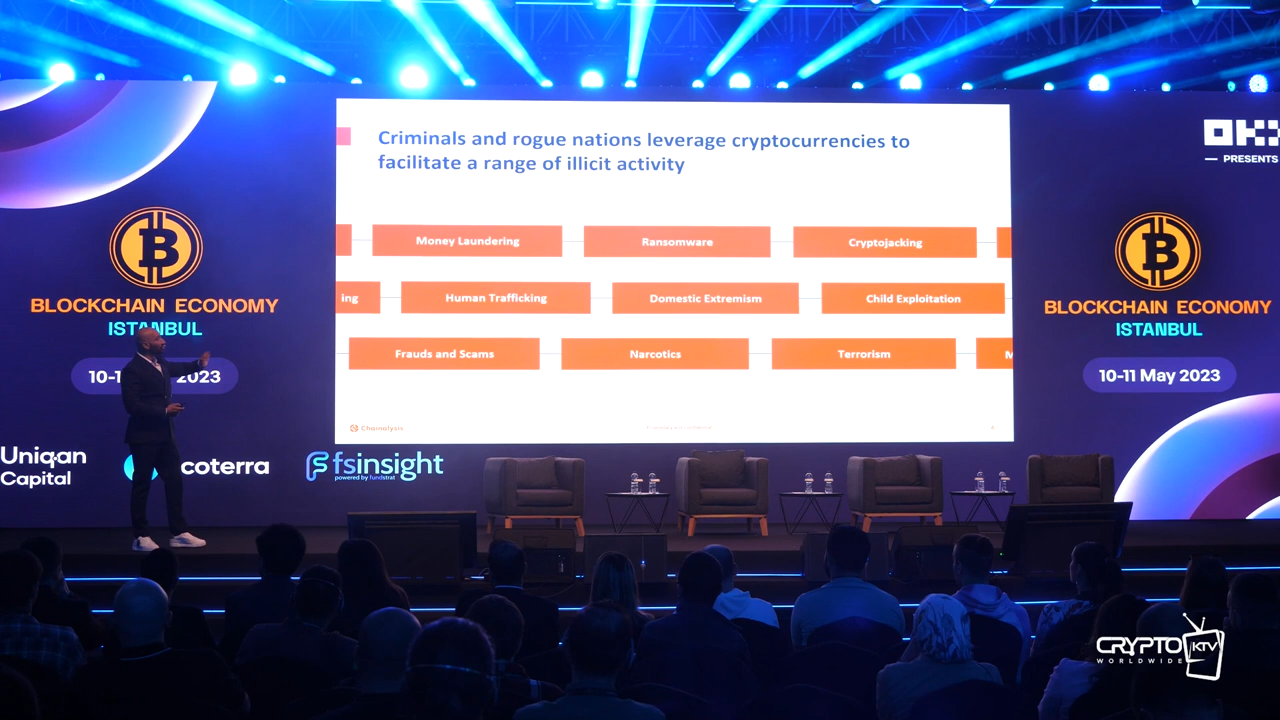 Criminals and rogue nations leverage cryptocurrencies to
facilitate a range of illicit activity
Money Laundering
Ransomware
Cryptojacking
ing
Human Trafficking
Domestic Extremism
Child Exploitation
Frauds and Scams
Narcotics
Terrorism
M
Chainalysis
BLOCKCHAIN ECONOMY
ISTANBUL
10-1 2023
Uniqan
Capital
coterra
fsinsight
powered by fundstrat
OKX
PRESENTS
BLOCKCHAIN ECONOMY
ISTANBUL
10-11 May 2023
CRYPTO KTV
WORLDWIDE